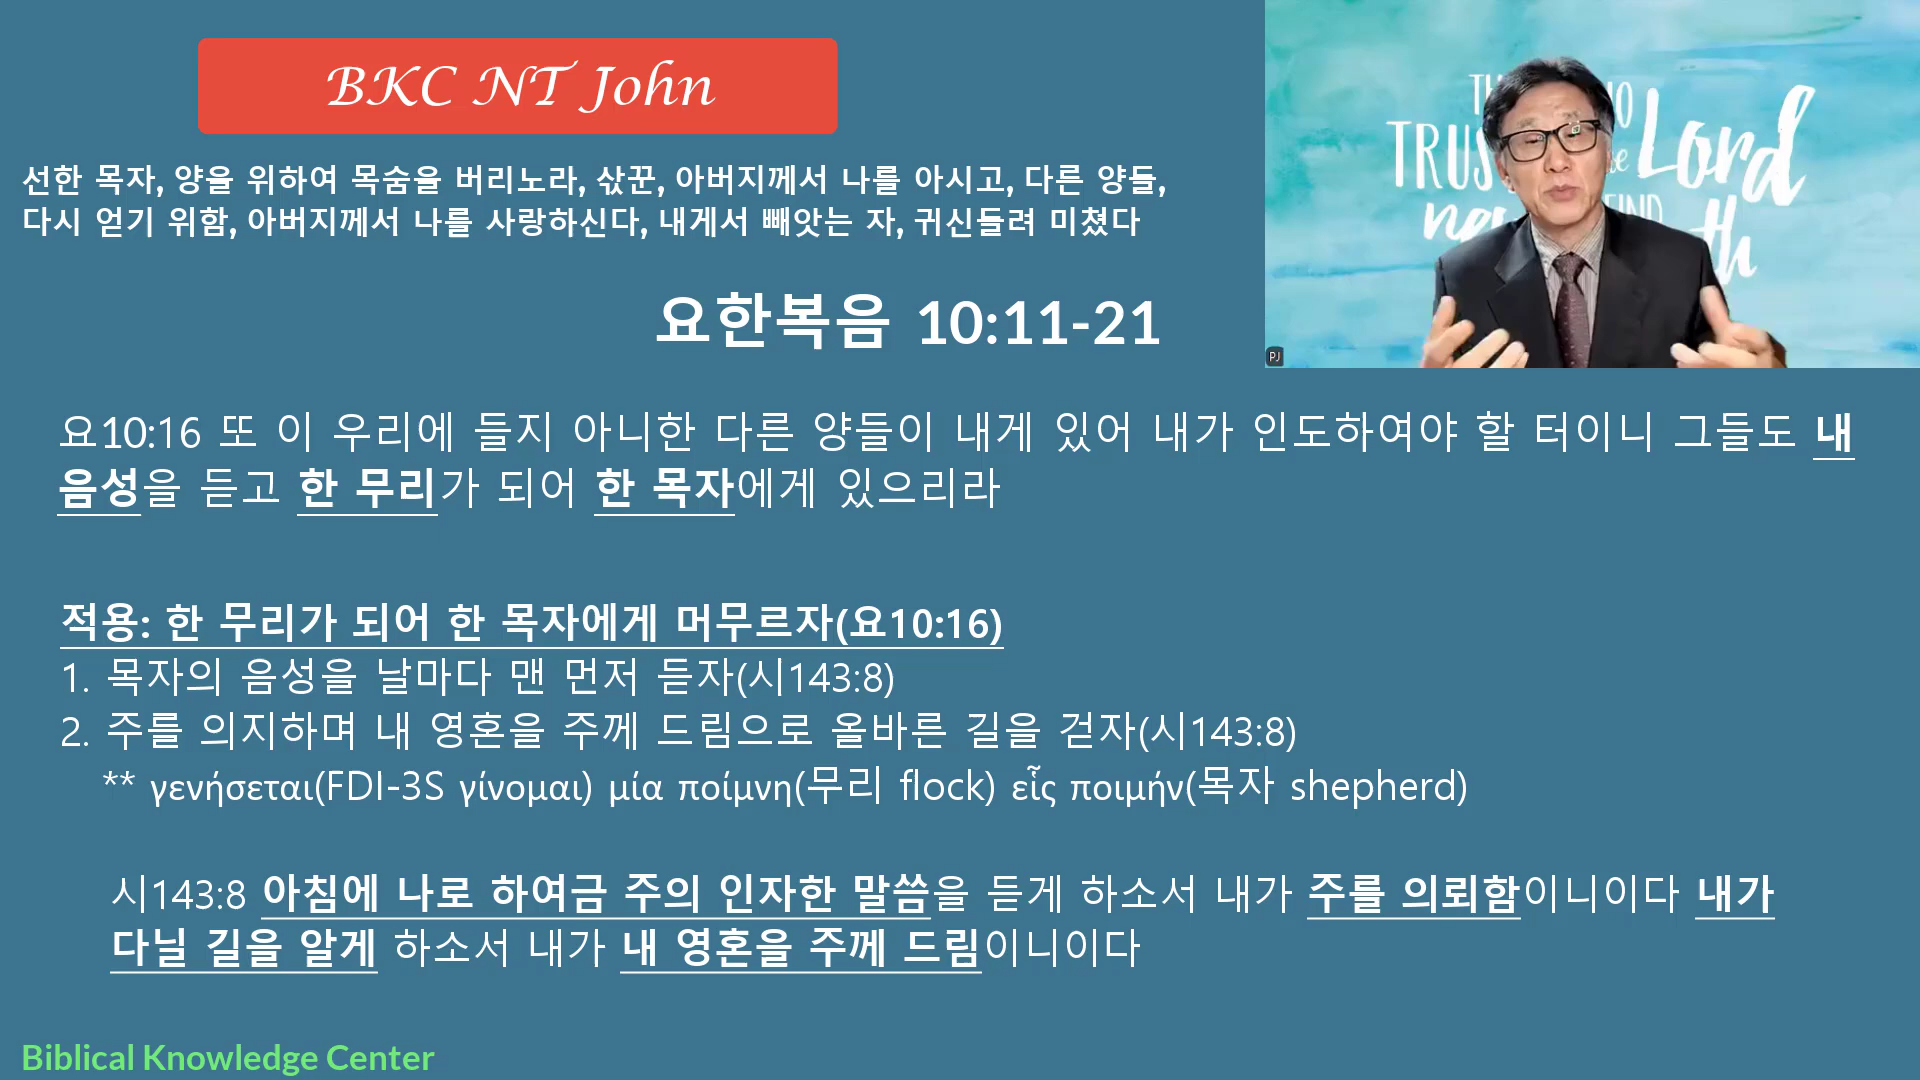 BKC NT John
선한 목자, 양을 위하여 목숨을 버리노라, 삯꾼, 아버지께서 나를 아시고, 다른 양들,
다시 얻기 위함, 아버지께서 나를 사랑하신다, 내게서 빼앗는 자, 귀신들려 미쳤다
요한복음 10:11-21
TRUS
Lord
FIND
th
PJ
요10:16 또 이 우리에 들지 아니한 다른 양들이 내게 있어 내가 인도하여야 할 터이니 그들도 내
음성을 듣고 한 무리가 되어 한 목자에게 있으리라
적용: 한 무리가 되어 한 목자에게 머무르자(요10:16)
1. 목자의 음성을 날마다 맨 먼저 듣자(시143:8)
2. 주를 의지하며 내 영혼을 주께 드림으로 올바른 길을 걷자(시143:8)
** γενήσεται(FDI-3S γίνομαι) μία ποίμνη(무리 flock) εἷς ποιμήν(목자 shepherd)
시143:8 아침에 나로 하여금 주의 인자한 말씀을 듣게 하소서 내가 주를 의뢰함이니이다 내가
다닐 길을 알게 하소서 내가 내 영혼을 주께 드림이니이다
Biblical Knowledge Center